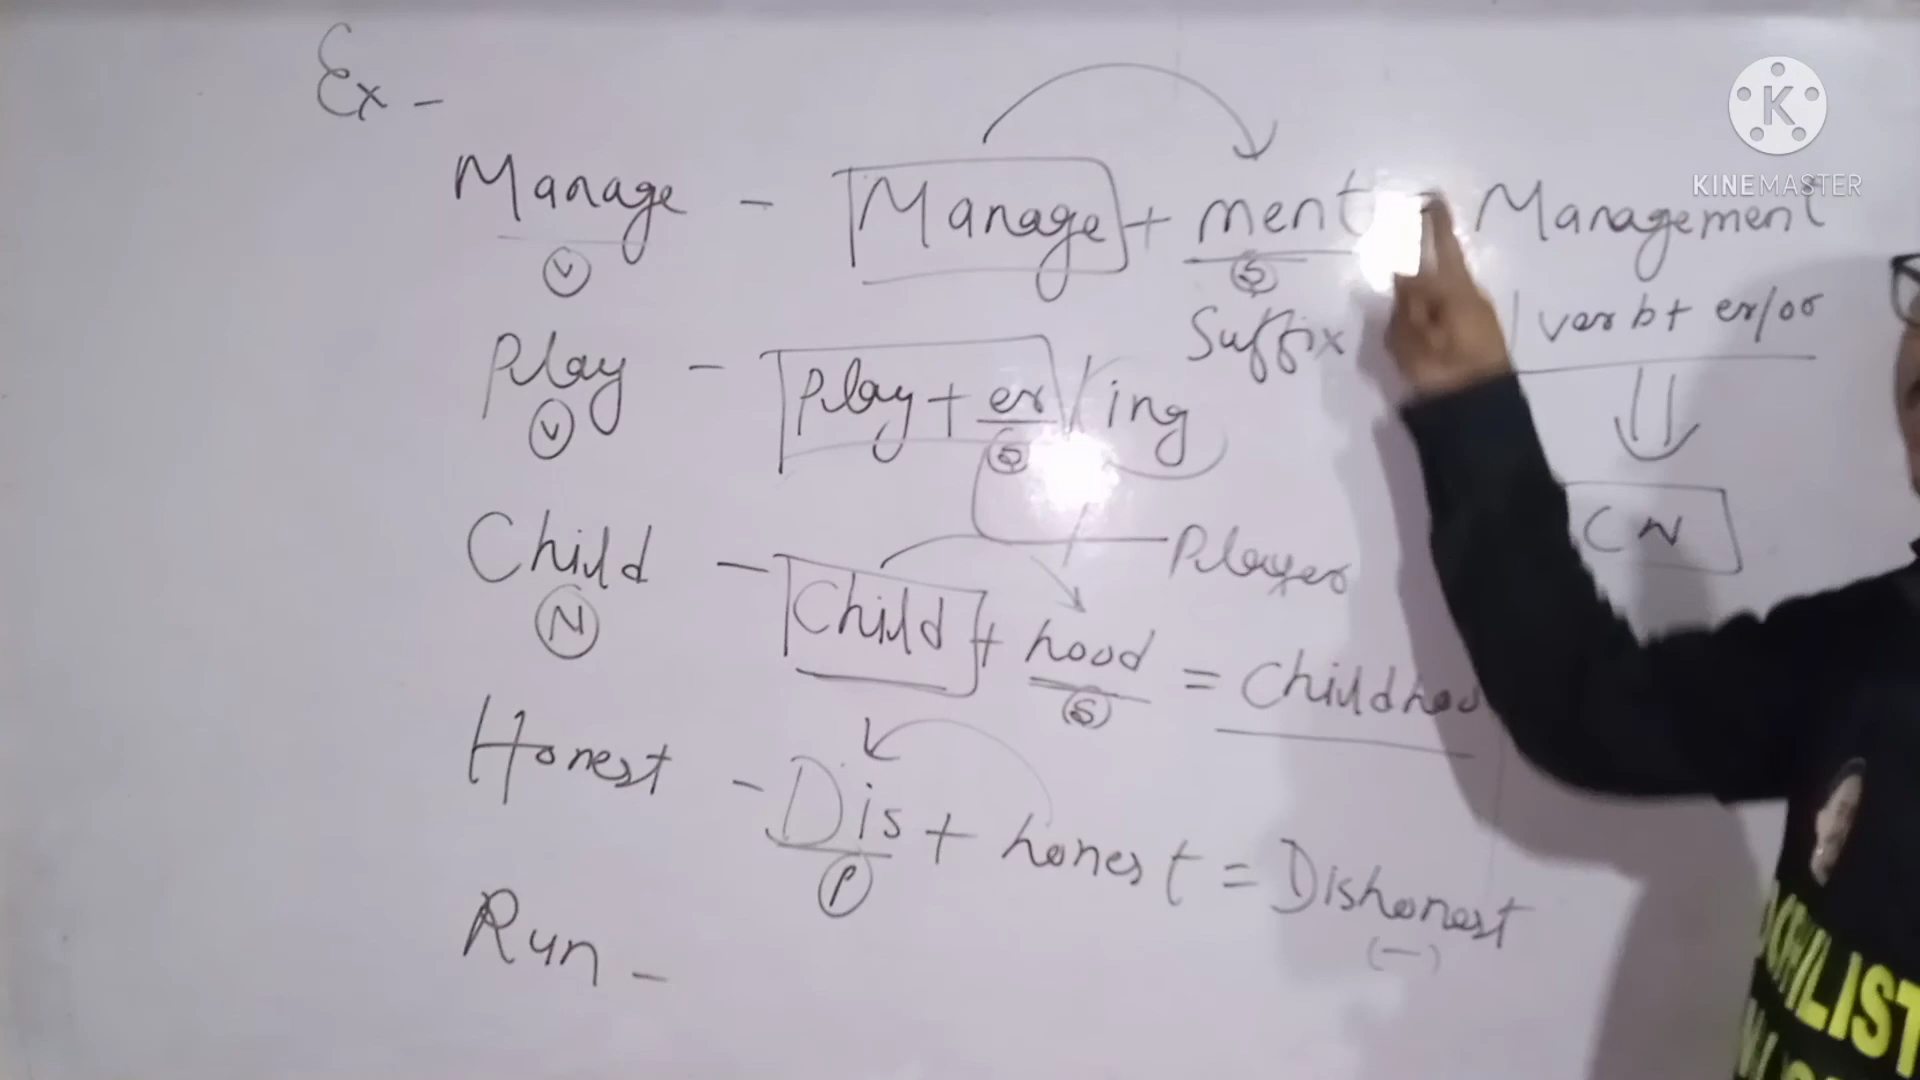 Ex -
Manage - Manage + ment = Management
V S
Suffix
verb + er/or
Play - Play + er / ing
V S
CN
Player
Child - Child + hood = Childhoo
N S
Honest - Dis + honest = Dishonest
P (-)
Run -
KINEMASTER
K